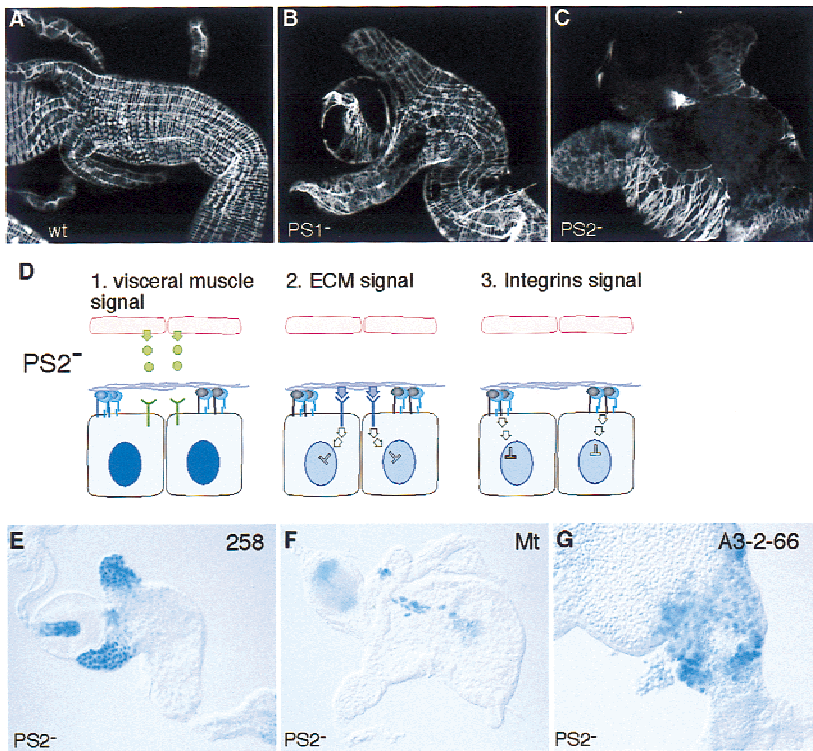 A
B
C
wt
PS1-
PS2-
D
1. visceral muscle
signal
2. ECM signal
3. Integrins signal
PS2-
E
258
F
Mt
G
A3-2-66
PS2-
PS2-
PS2-